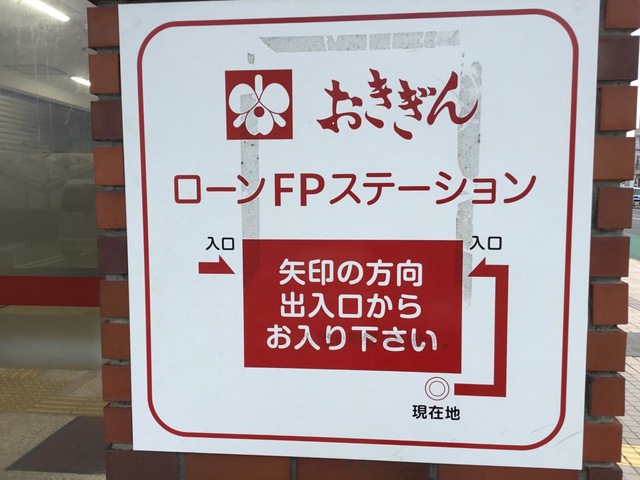 おきぎん
ローンFPステーション
入口
入口
矢印の方向
出入口から
お入り下さい
現在地